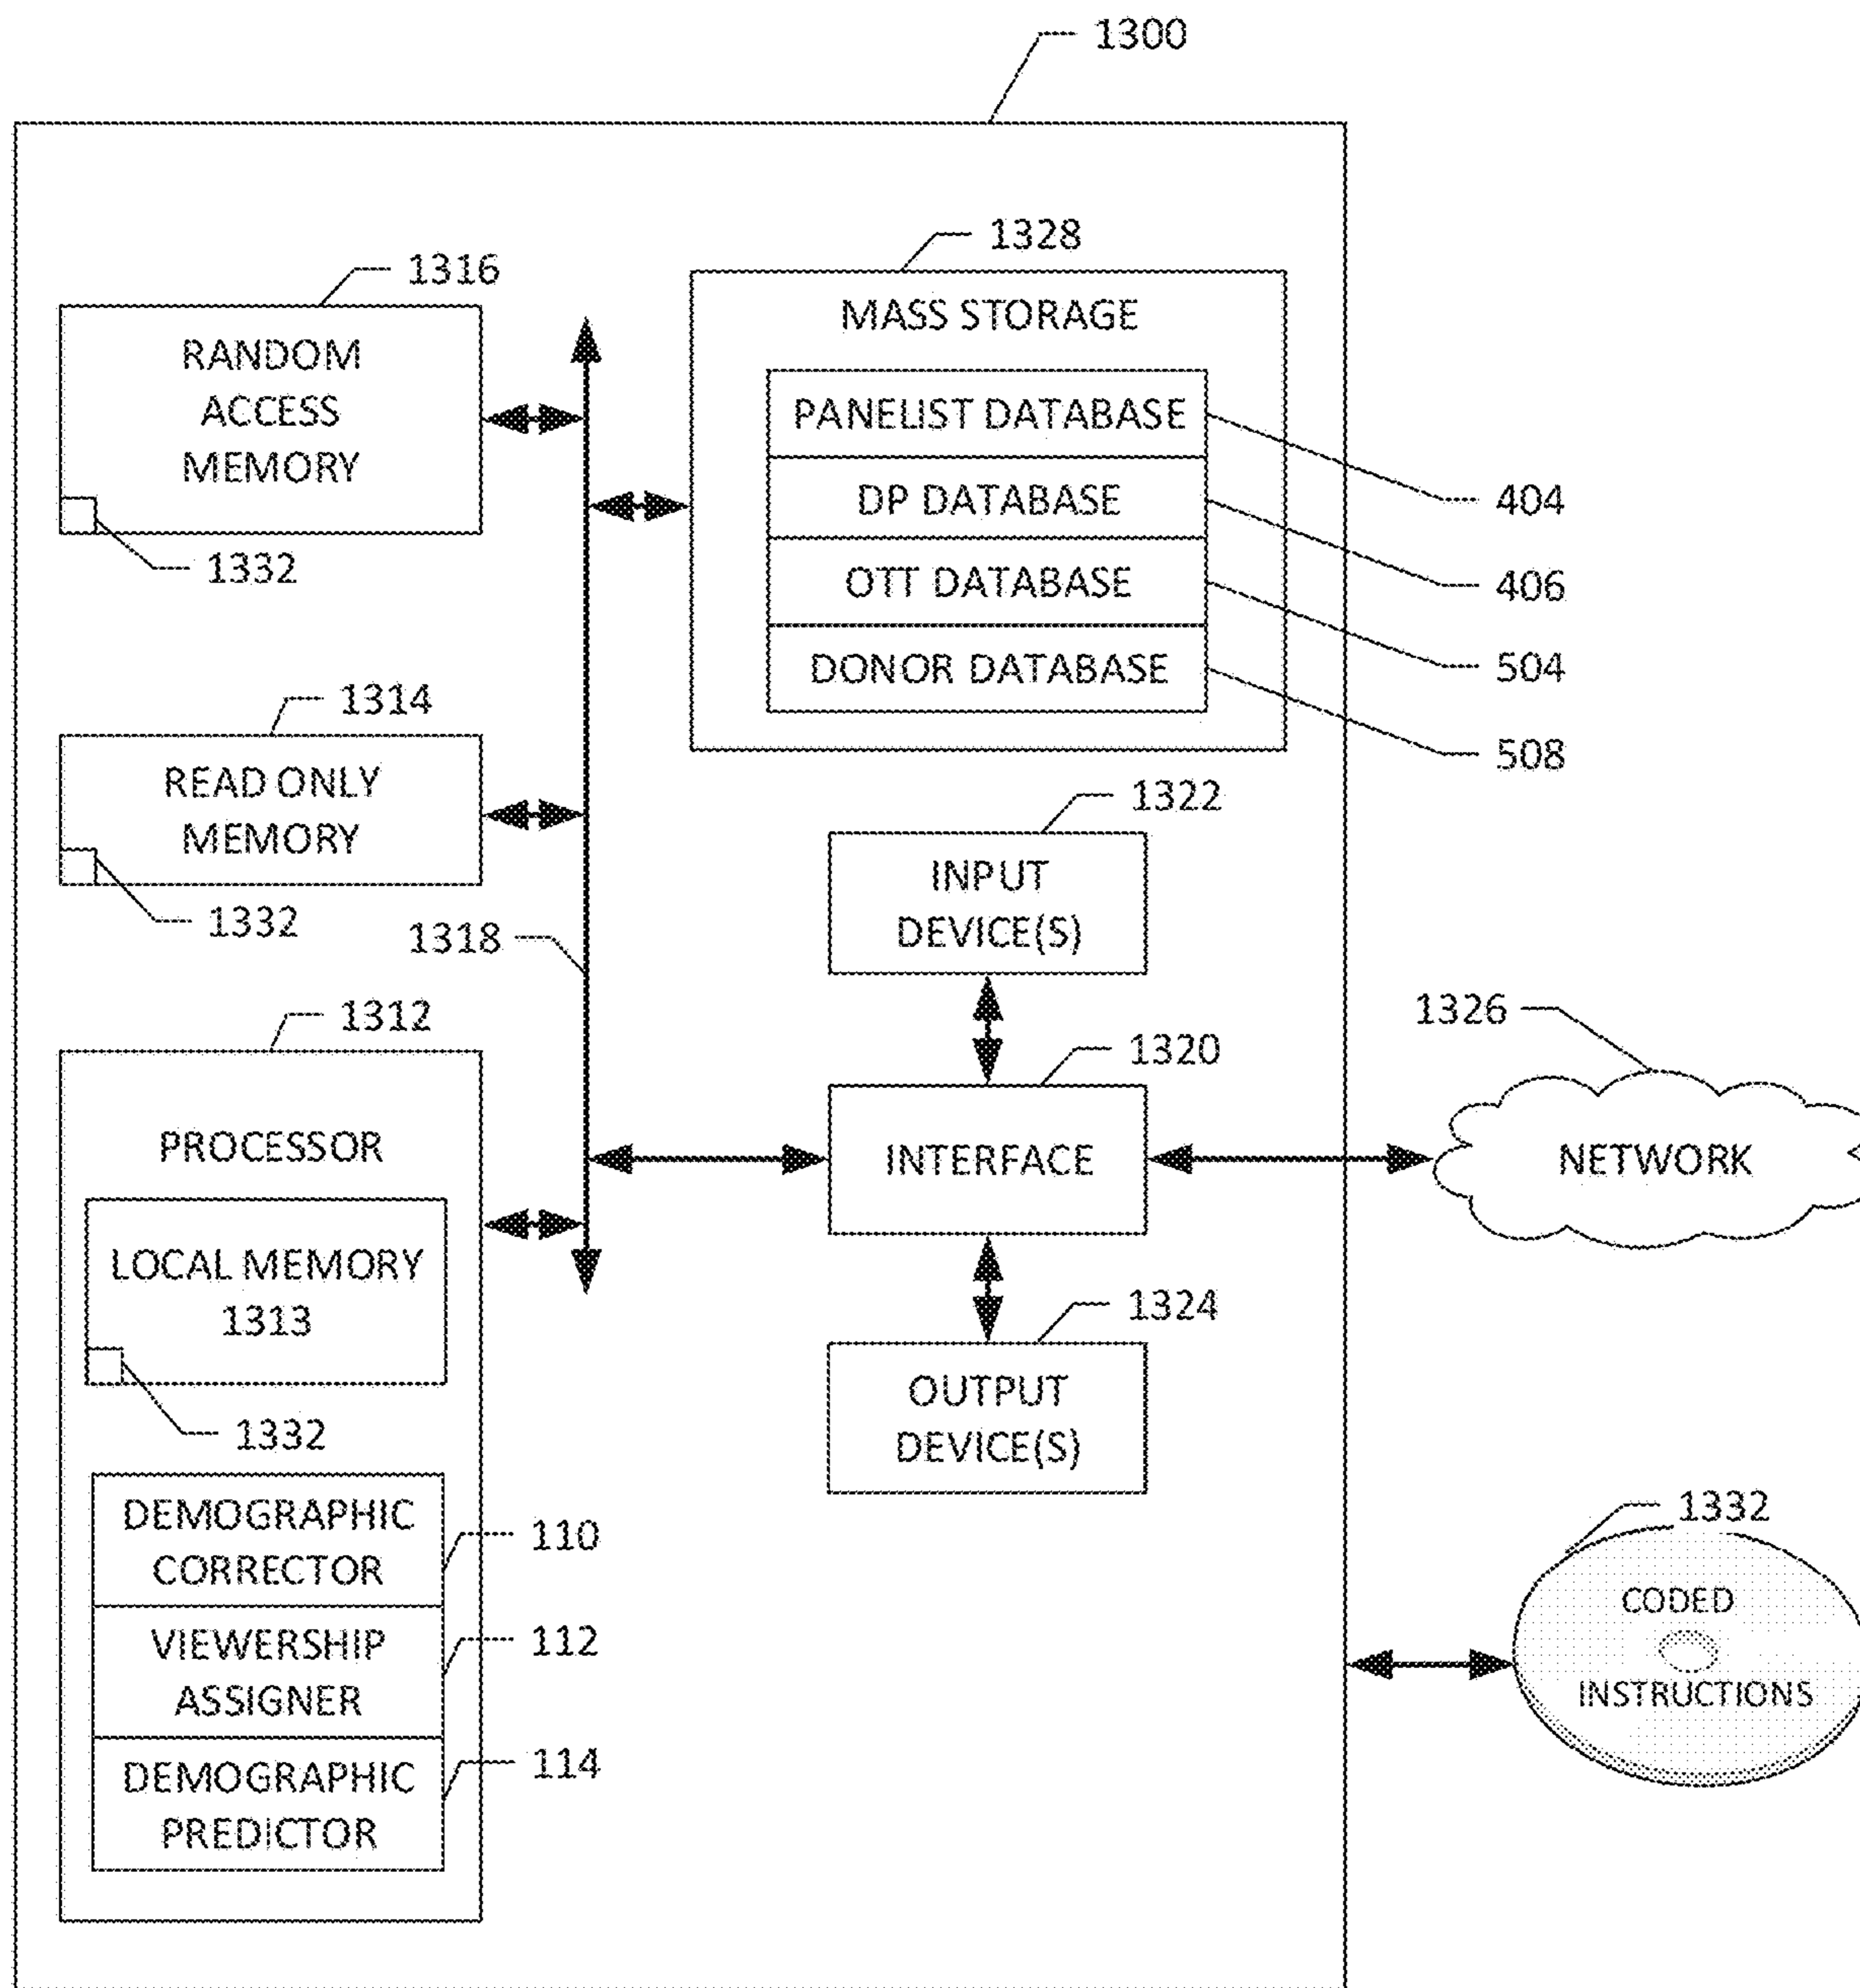 1300
1328
1316
MASS STORAGE
RANDOM
ACCESS
MEMORY
PANELIST DATABASE
DP DATABASE
404
1332
OTT DATABASE
406
DONOR DATABASE
504
1314
508
READ ONLY
MEMORY
1322
INPUT
DEVICE(S)
1332
1318
1312
1326
1320
PROCESSOR
INTERFACE
NETWORK
LOCAL MEMORY
1313
1324
OUTPUT
DEVICE(S)
1332
1332
DEMOGRAPHIC
CORRECTOR
110
CODED
INSTRUCTIONS
VIEWERSHIP
ASSIGNER
112
DEMOGRAPHIC
PREDICTOR
114